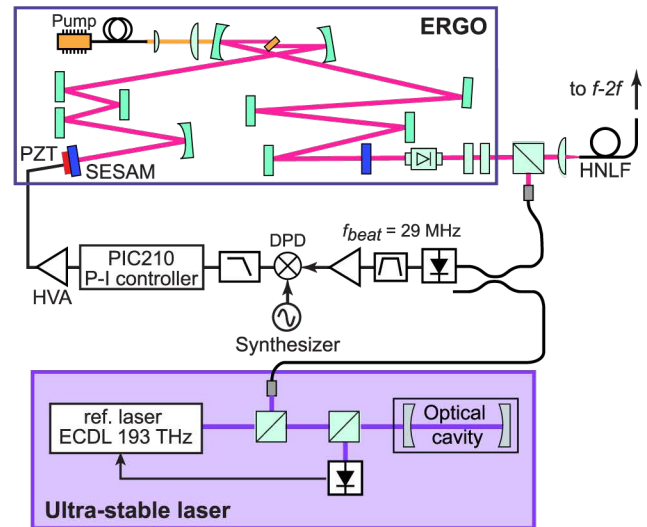 Pump
ERGO
to f-2f
PZT
SESAM
HNLF
f_beat = 29 MHz
DPD
PIC210
P-I controller
HVA
Synthesizer
ref. laser
ECDL 193 THz
Optical
cavity
Ultra-stable laser